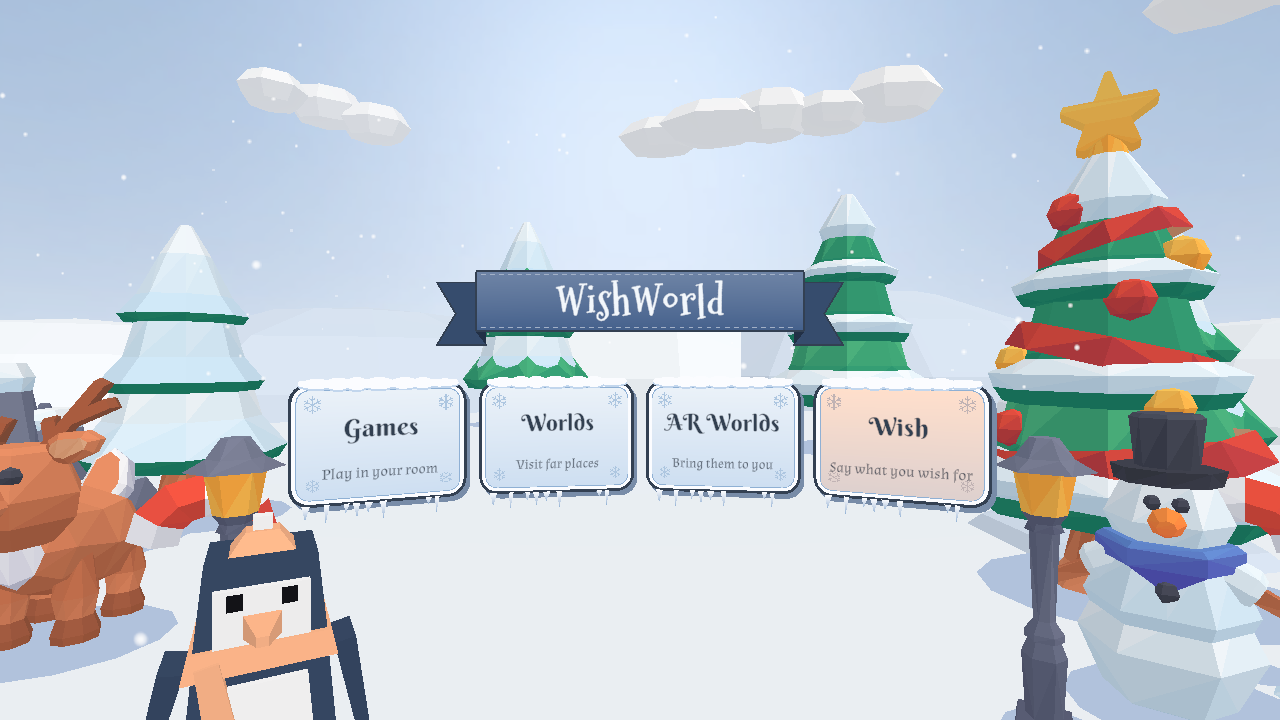 WishWorld
Games
Play in your room
Worlds
Visit far places
AR Worlds
Bring them to you
Wish
Say what you wish for